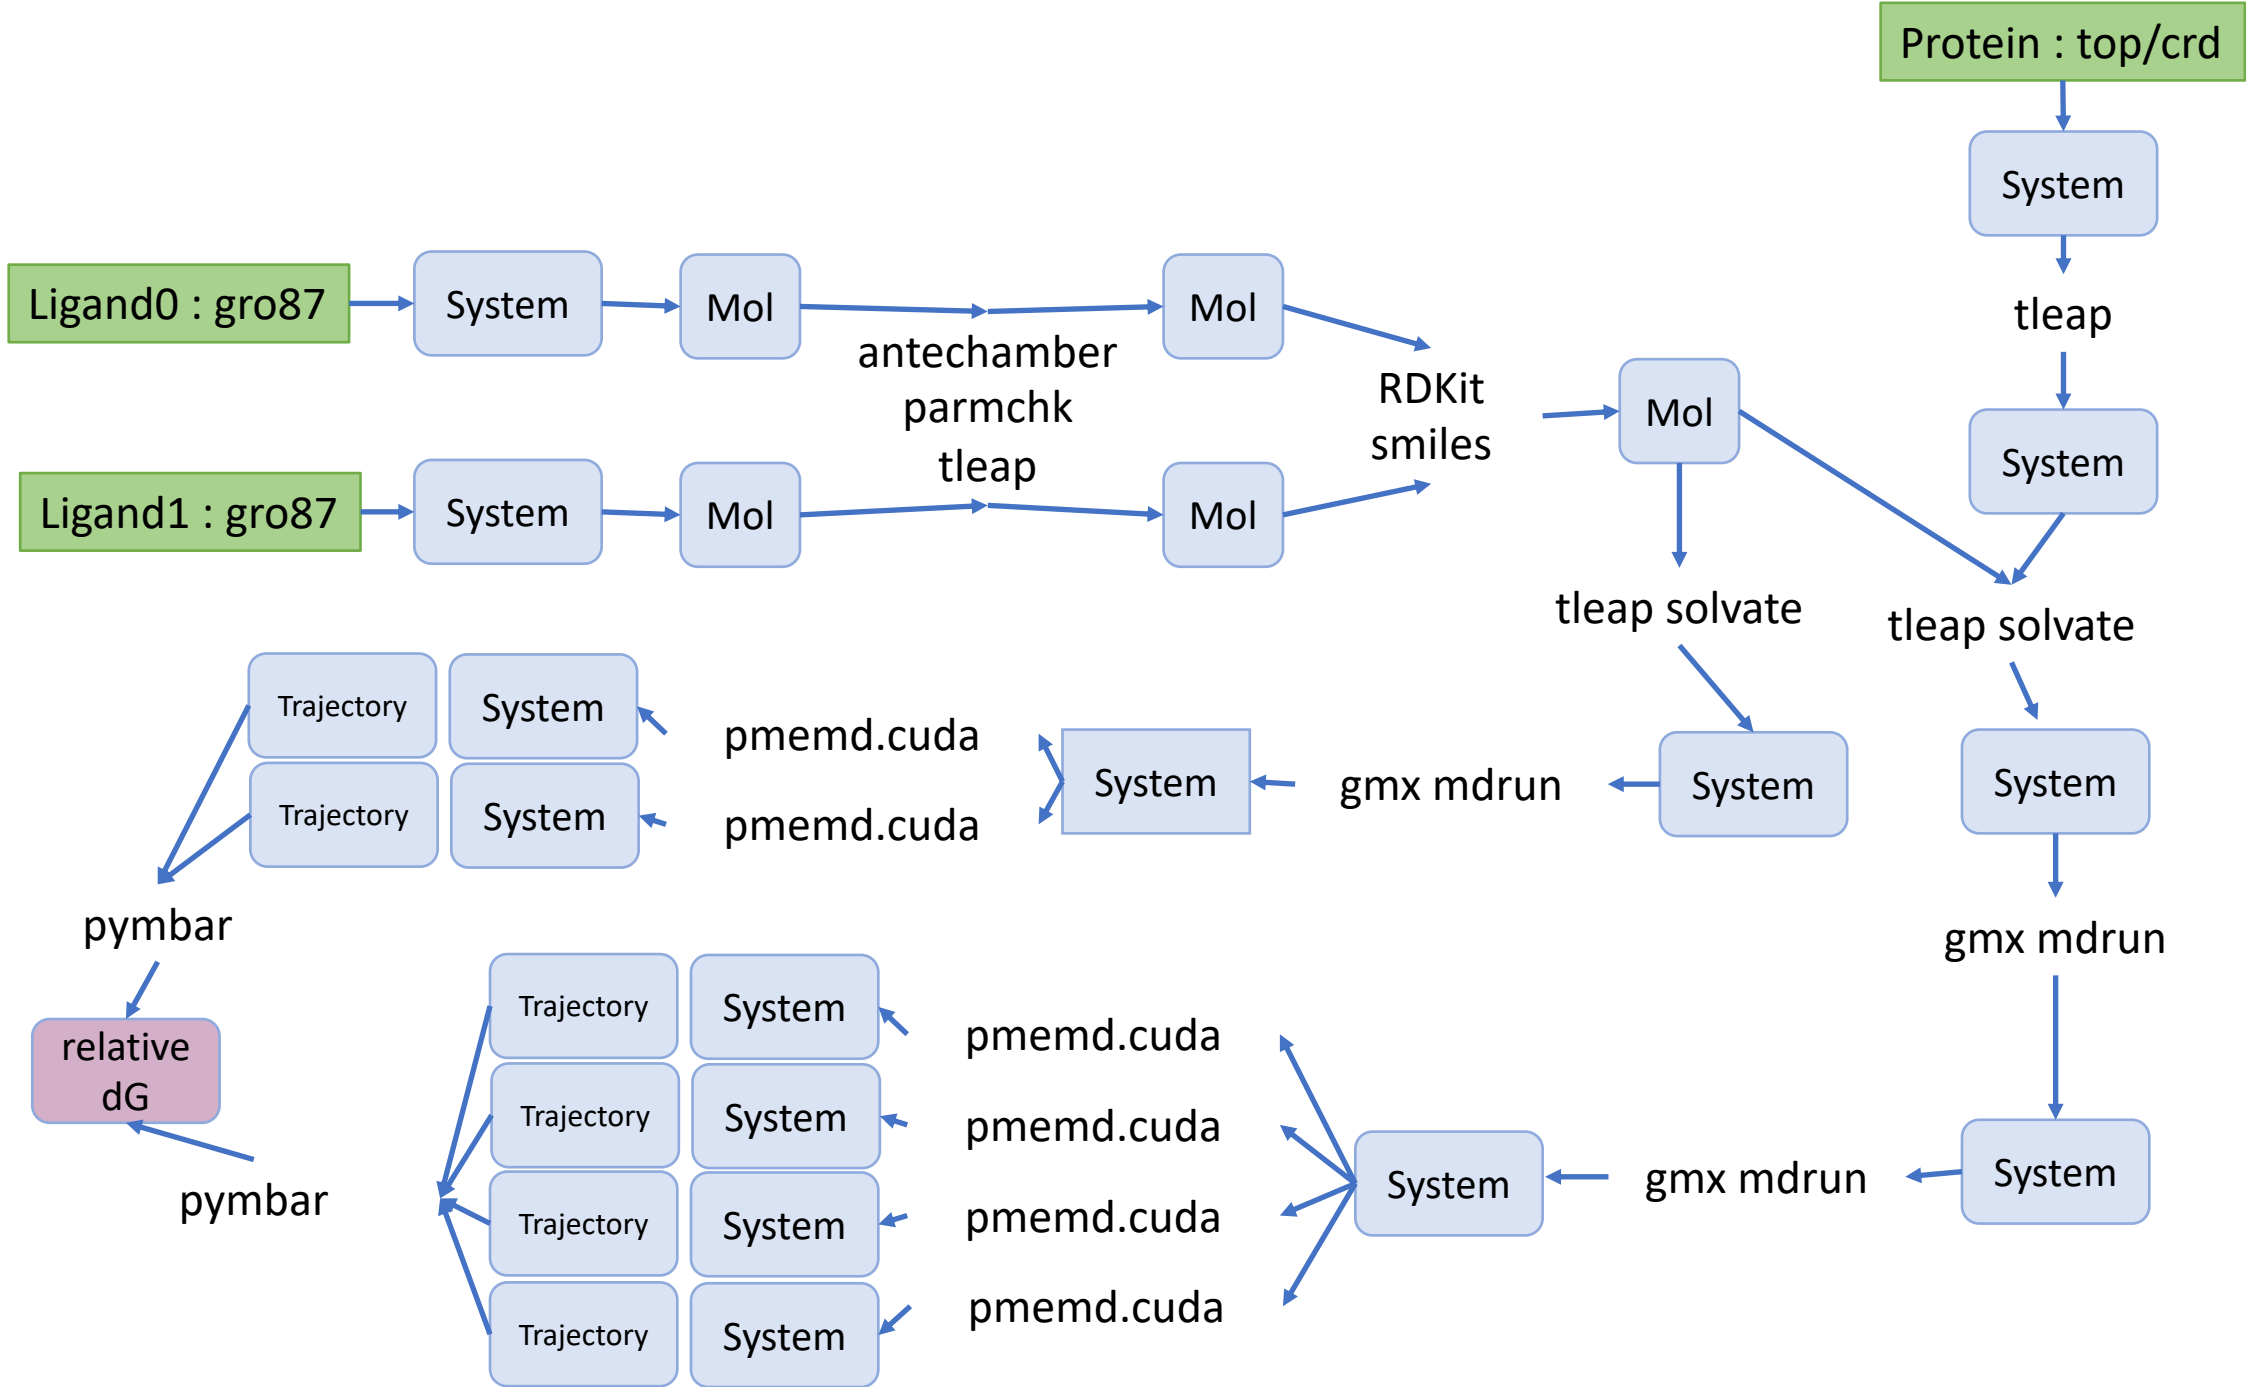 Protein : top/crd
System
tleap
System
Ligand0 : gro87
System
Mol
Mol
antechamber
parmchk
tleap
Ligand1 : gro87
System
Mol
Mol
RDKit
smiles
Mol
tleap solvate
tleap solvate
Trajectory
System
pmemd.cuda
System
gmx mdrun
System
System
Trajectory
System
pmemd.cuda
pymbar
gmx mdrun
relative
dG
Trajectory
System
pmemd.cuda
Trajectory
System
pmemd.cuda
System
gmx mdrun
System
pymbar
Trajectory
System
pmemd.cuda
Trajectory
System
pmemd.cuda